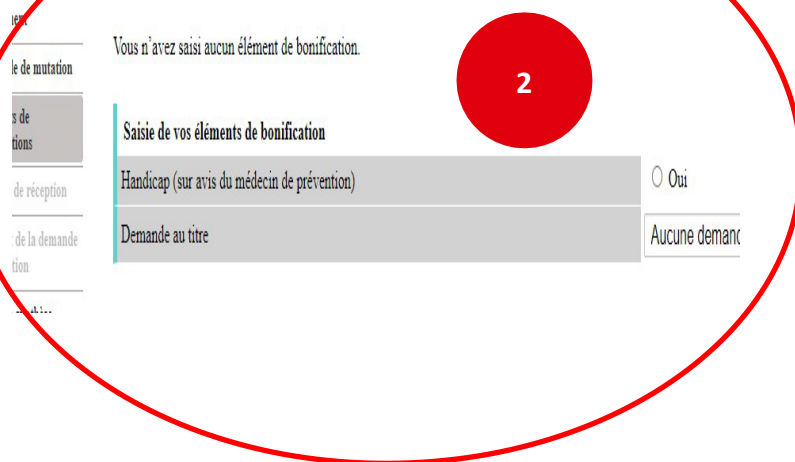 Vous n'avez saisi aucun élément de bonification.
2
le de mutation
s de
tions
Saisie de vos éléments de bonification
Handicap (sur avis du médecin de prévention)
Oui
de réception
Demande au titre
Aucune demand
de la demande
tion